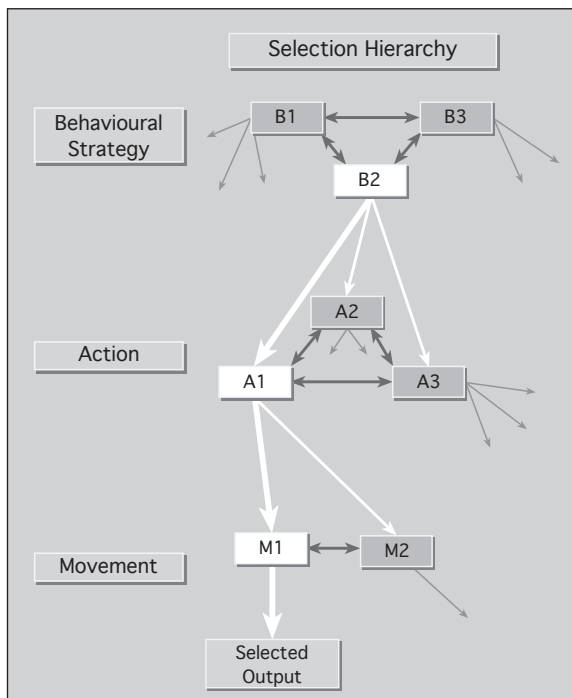 Selection Hierarchy
Behavioural
Strategy
B1
B3
B2
A2
Action
A1
A3
M1
M2
Movement
Selected
Output